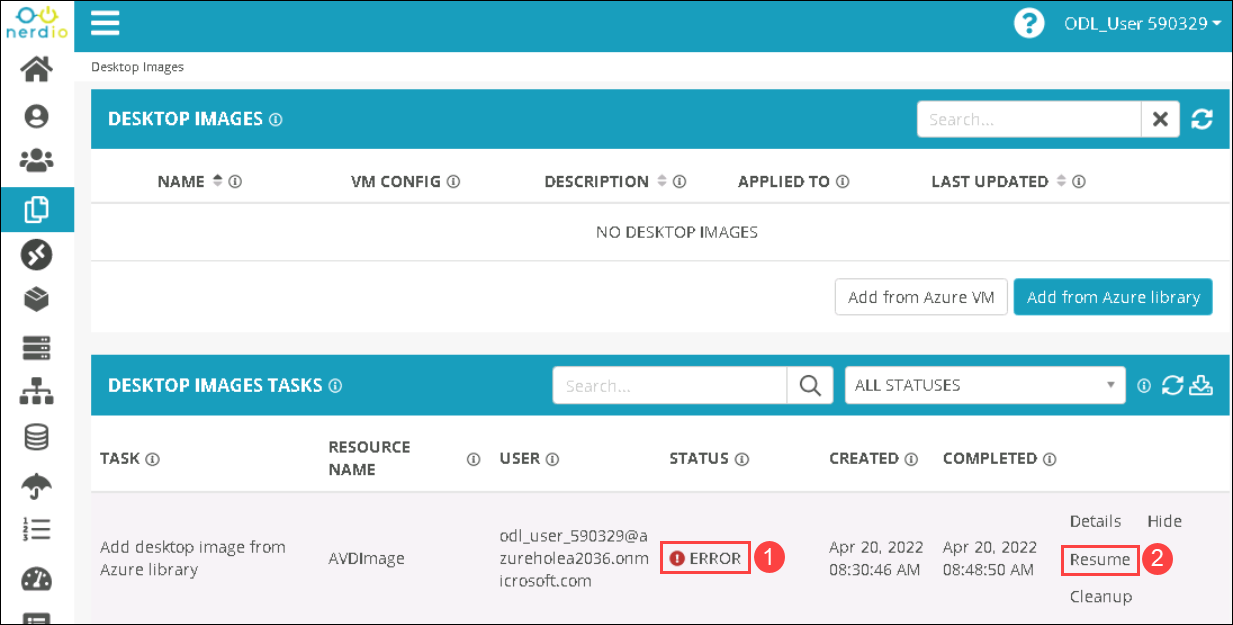 nerdio
ODL_User 590329
Desktop Images
DESKTOP IMAGES
Search...
NAME VM CONFIG DESCRIPTION APPLIED TO LAST UPDATED
NO DESKTOP IMAGES
Add from Azure VM Add from Azure library
DESKTOP IMAGES TASKS
Search... ALL STATUSES
TASK RESOURCE NAME USER STATUS CREATED COMPLETED
Add desktop image from
Azure library
AVDImage
odl_user_590329@a
zureholea2036.onm
icrosoft.com
ERROR 1
Apr 20, 2022
08:30:46 AM
Apr 20, 2022
08:48:50 AM
Details Hide
Resume 2
Cleanup